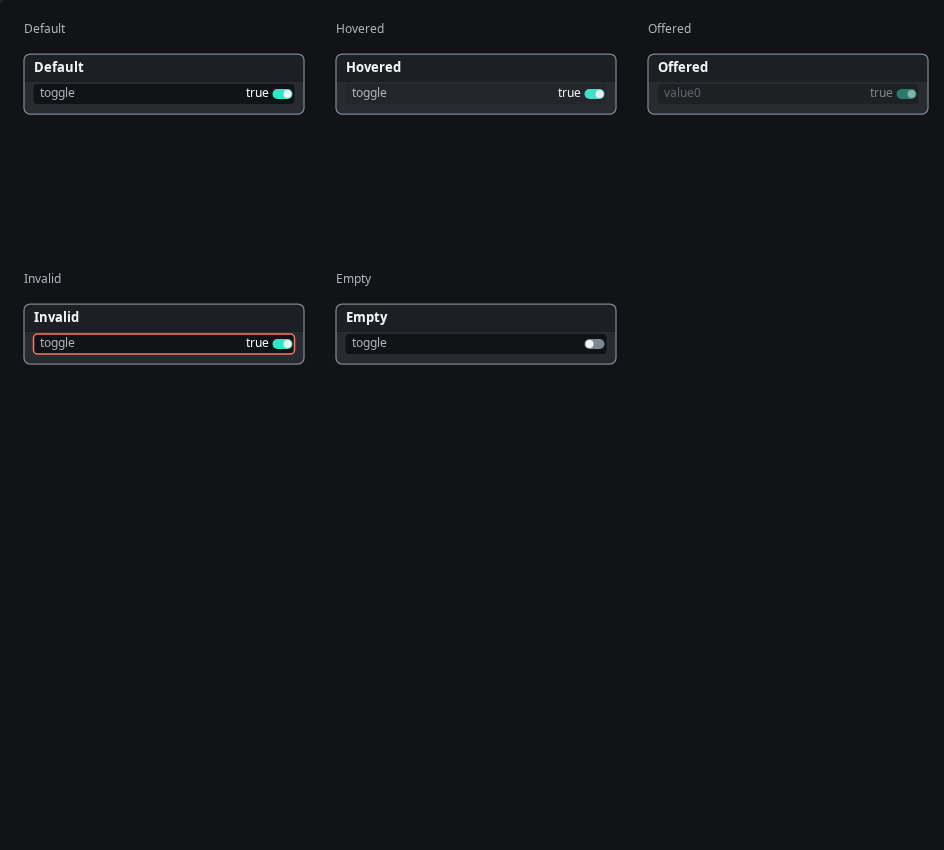 Default
Hovered
Offered
Default
Hovered
Offered
toggle true
toggle true
value0 true
Invalid
Empty
Invalid
Empty
toggle true
toggle